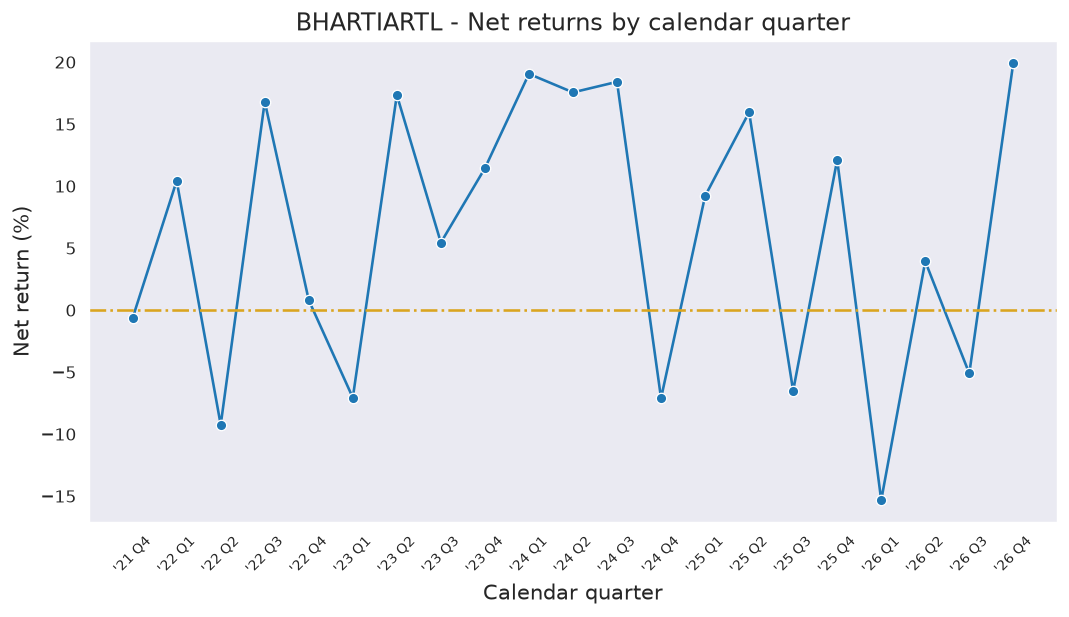 BHARTIARTL - Net returns by calendar quarter
Net return (%)
20
15
10
5
0
−5
−10
−15
'21 Q4
'22 Q1
'22 Q2
'22 Q3
'22 Q4
'23 Q1
'23 Q2
'23 Q3
'23 Q4
'24 Q1
'24 Q2
'24 Q3
'24 Q4
'25 Q1
'25 Q2
'25 Q3
'25 Q4
'26 Q1
'26 Q2
'26 Q3
'26 Q4
Calendar quarter